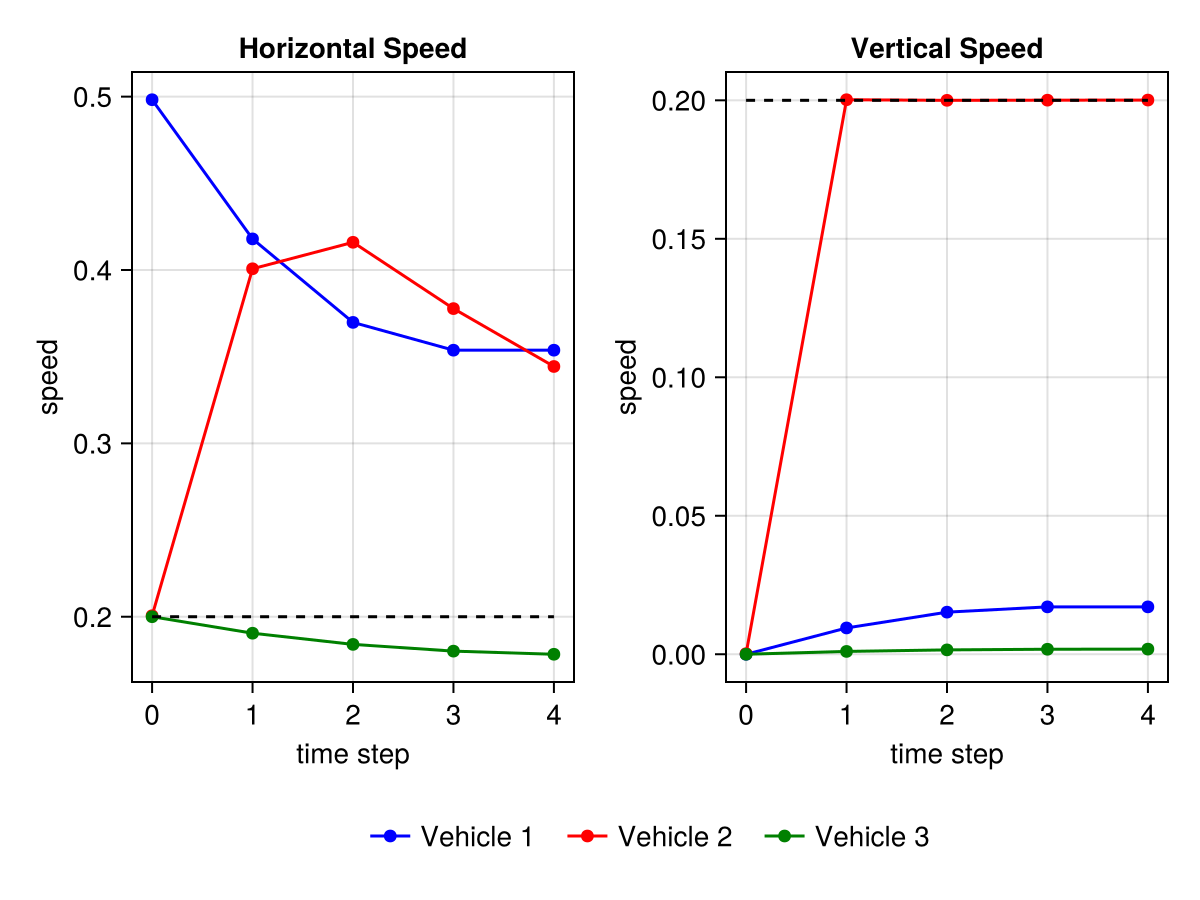 Horizontal Speed
0.5
0.4
0.3
0.2
speed
0 1 2 3 4
time step
Vertical Speed
0.20
0.15
0.10
0.05
0.00
speed
0 1 2 3 4
time step
Vehicle 1 Vehicle 2 Vehicle 3